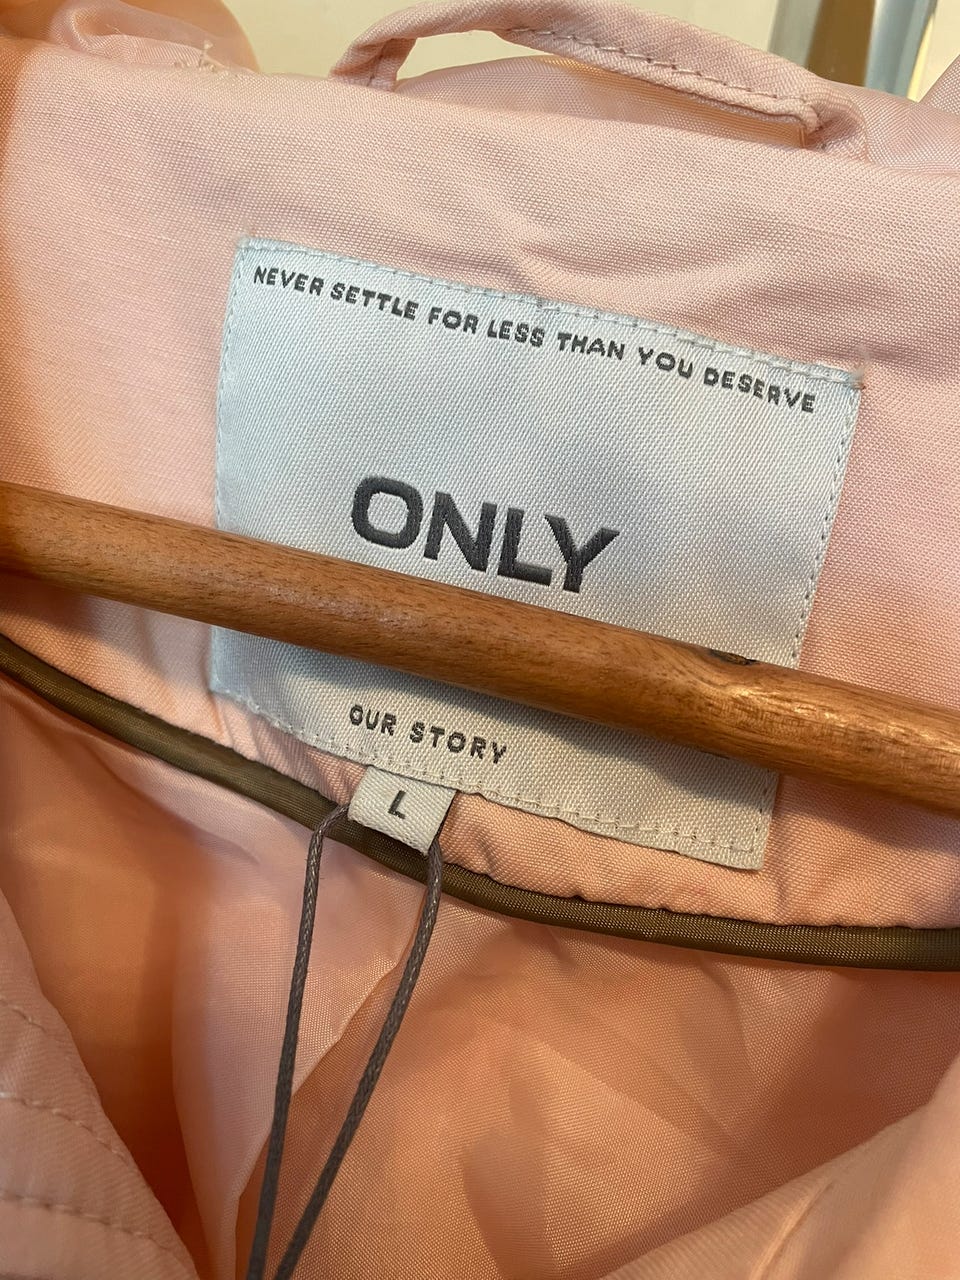 NEVER SETTLE FOR LESS THAN YOU DESERVE
ONLY
OUR STORY
L